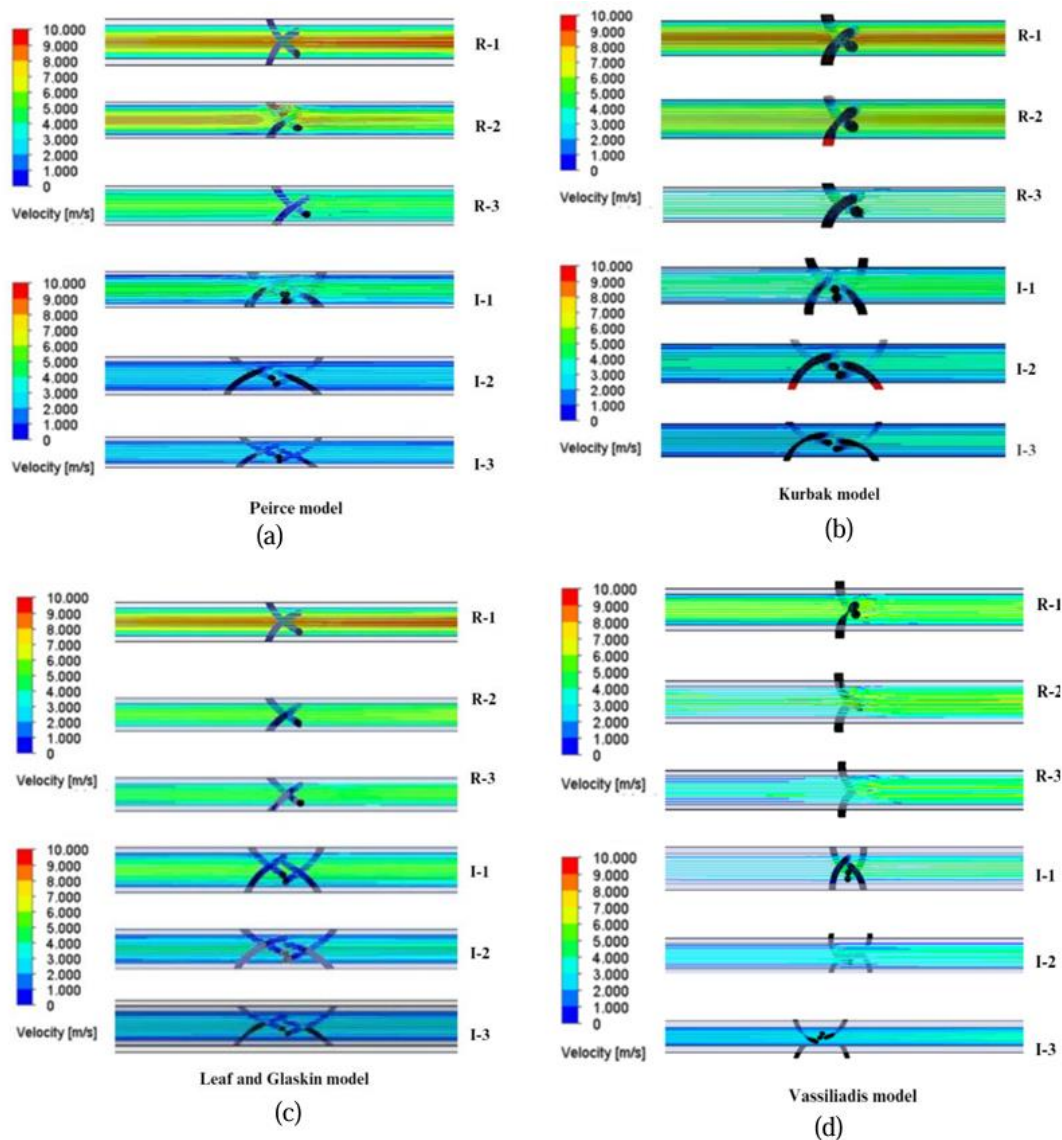 10.000
9.000
8.000
7.000
6.000
5.000
4.000
3.000
2.000
1.000
0
Velocity [m/s]
R-1
R-2
R-3
10.000
9.000
8.000
7.000
6.000
5.000
4.000
3.000
2.000
1.000
0
Velocity [m/s]
I-1
I-2
I-3
Peirce model
(a)
10.000
9.000
8.000
7.000
6.000
5.000
4.000
3.000
2.000
1.000
0
Velocity [m/s]
R-1
R-2
R-3
10.000
9.000
8.000
7.000
6.000
5.000
4.000
3.000
2.000
1.000
0
Velocity [m/s]
I-1
I-2
I-3
Kurbak model
(b)
10.000
9.000
8.000
7.000
6.000
5.000
4.000
3.000
2.000
1.000
0
Velocity [m/s]
R-1
R-2
R-3
10.000
9.000
8.000
7.000
6.000
5.000
4.000
3.000
2.000
1.000
0
Velocity [m/s]
I-1
I-2
I-3
Leaf and Glaskin model
(c)
10.000
9.000
8.000
7.000
6.000
5.000
4.000
3.000
2.000
1.000
0
Velocity [m/s]
R-1
R-2
R-3
10.000
9.000
8.000
7.000
6.000
5.000
4.000
3.000
2.000
1.000
0
Velocity [m/s]
I-1
I-2
I-3
Vassiliadis model
(d)